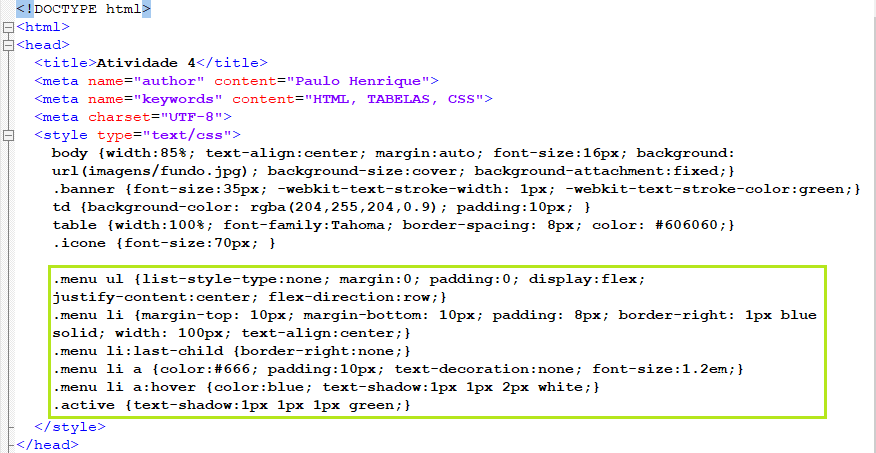 <!DOCTYPE html>
<html>
<head>
<title>Atividade 4</title>
<meta name="author" content="Paulo Henrique">
<meta name="keywords" content="HTML, TABELAS, CSS">
<meta charset="UTF-8">
<style type="text/css">
body {width:85%; text-align:center; margin:auto; font-size:16px; background:
url(imagens/fundo.jpg); background-size:cover; background-attachment:fixed;}
.banner {font-size:35px; -webkit-text-stroke-width: 1px; -webkit-text-stroke-color:green;}
td {background-color: rgba(204,255,204,0.9); padding:10px; }
table {width:100%; font-family:Tahoma; border-spacing: 8px; color: #606060;}
.icone {font-size:70px; }
.menu ul {list-style-type:none; margin:0; padding:0; display:flex;
justify-content:center; flex-direction:row;}
.menu li {margin-top: 10px; margin-bottom: 10px; padding: 8px; border-right: 1px blue
solid; width: 100px; text-align:center;}
.menu li:last-child {border-right:none;}
.menu li a {color:#666; padding:10px; text-decoration:none; font-size:1.2em;}
.menu li a:hover {color:blue; text-shadow:1px 1px 2px white;}
.active {text-shadow:1px 1px 1px green;}
</style>
</head>